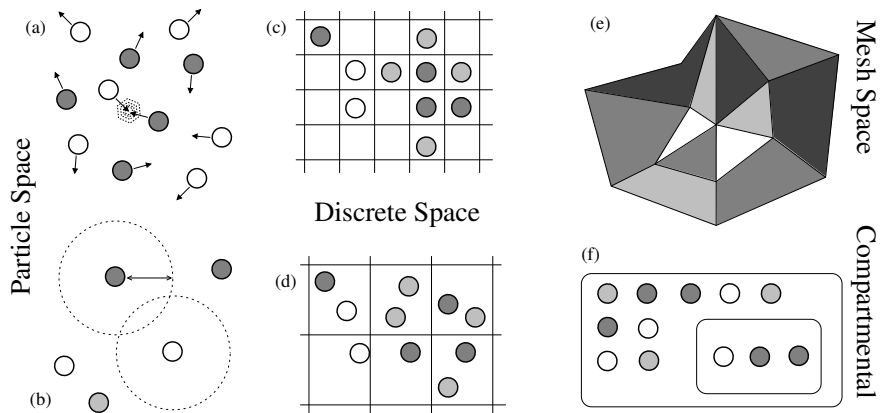 (a)
(c)
(e)
Mesh Space
Particle Space
Discrete Space
(b)
(d)
(f)
Compartmental